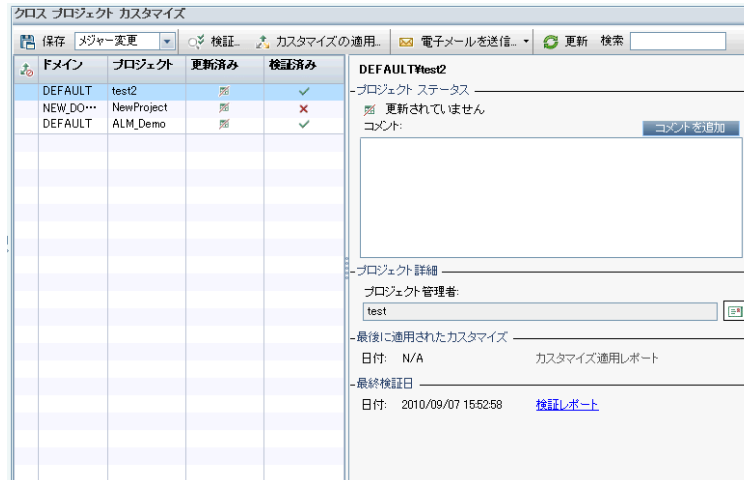 クロス プロジェクト カスタマイズ
保存 メジャー変更 検証... カスタマイズの適用... 電子メールを送信... 更新 検索
ドメイン プロジェクト 更新済み 検証済み
DEFAULT test2
NEW_DO... NewProject
DEFAULT ALM_Demo
DEFAULT¥test2
プロジェクト ステータス
更新されていません
コメント: コメントを追加
プロジェクト詳細
プロジェクト管理者:
test
最後に適用されたカスタマイズ
日付: N/A カスタマイズ適用レポート
最終検証日
日付: 2010/09/07 15:52:58 検証レポート